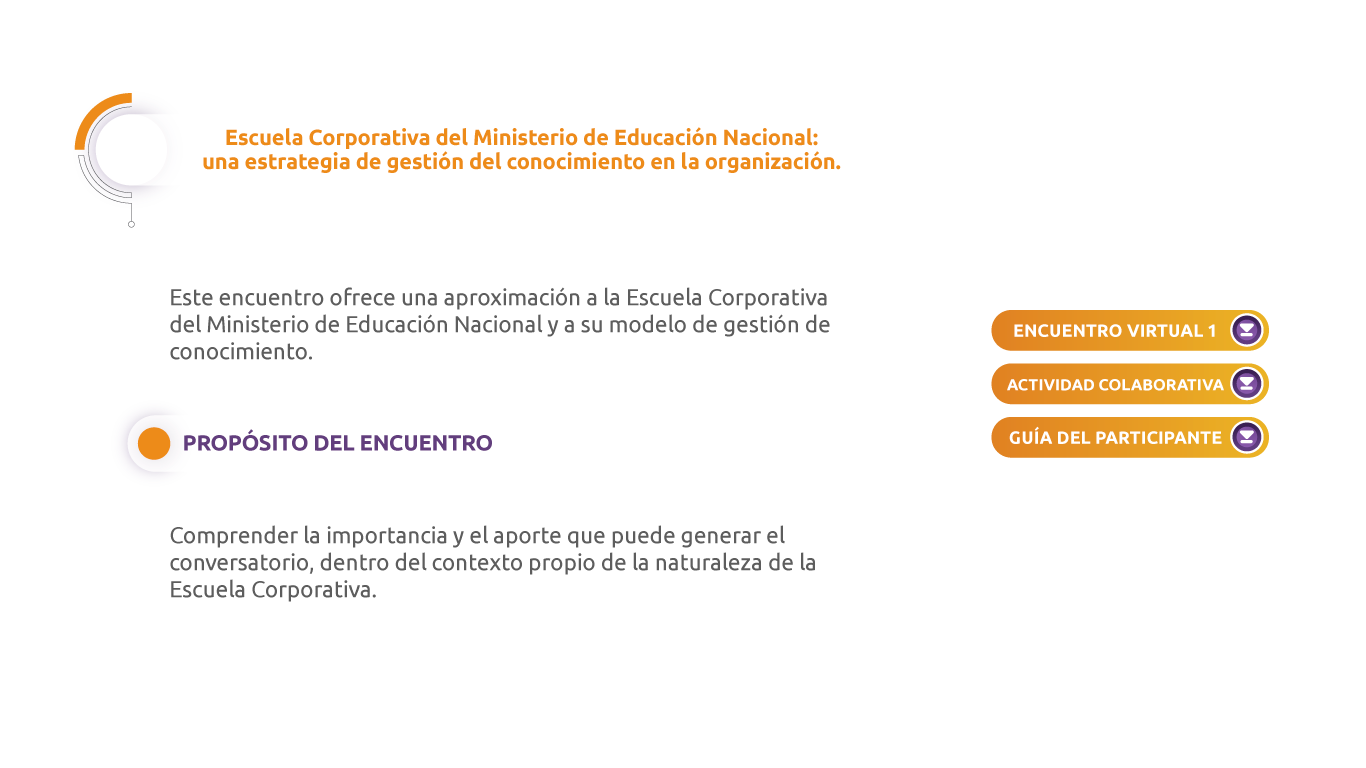 Escuela Corporativa del Ministerio de Educación Nacional:
una estrategia de gestión del conocimiento en la organización.
Este encuentro ofrece una aproximación a la Escuela Corporativa
del Ministerio de Educación Nacional y a su modelo de gestión de
conocimiento.
PROPÓSITO DEL ENCUENTRO
Comprender la importancia y el aporte que puede generar el
conversatorio, dentro del contexto propio de la naturaleza de la
Escuela Corporativa.
ENCUENTRO VIRTUAL 1
ACTIVIDAD COLABORATIVA
GUÍA DEL PARTICIPANTE